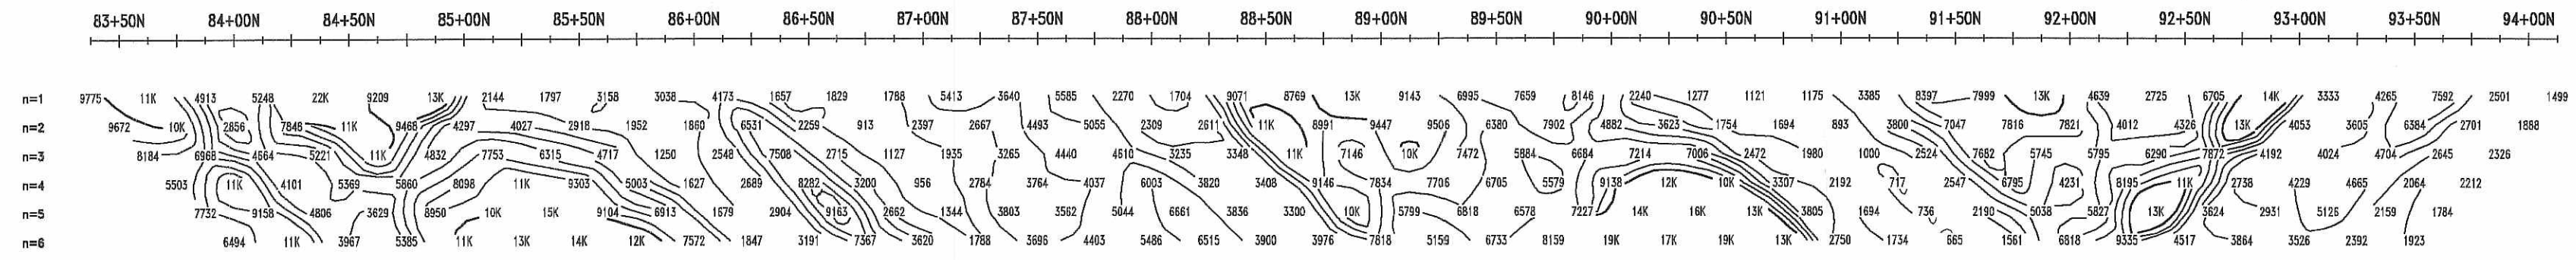 83+50N 84+00N 84+50N 85+00N 85+50N 86+00N 86+50N 87+00N 87+50N 88+00N 88+50N 89+00N 89+50N 90+00N 90+50N 91+00N 91+50N 92+00N 92+50N 93+00N 93+50N 94+00N
n=1 9775 11K 4913 5248 22K 9209 13K 2144 1797 3158 3038 4173 1657 1829 1788 5413 3640 5585 2270 1704 9071 8769 13K 9143 6995 7659 8146 2240 1277 1121 1175 3385 8397 7999 13K 4639 2725 6705 14K 3333 4265 7592 2501 1499
n=2 9672 10K 2856 7848 11K 9468 4297 4027 2918 1952 1860 6531 2259 913 2397 2667 4493 5055 2309 2611 11K 8991 9447 9506 6380 7902 4882 3623 1754 1694 893 3800 7047 7816 7821 4012 4326 13K 4053 3605 6384 2701 1888
n=3 8184 6968 4564 5221 11K 4832 7753 6315 4717 1250 2548 7508 2715 1127 1935 3265 4440 4610 3235 3348 11K 7146 10K 7472 5884 6684 7214 7006 2472 1980 1000 2524 7682 5745 5795 6290 7872 4192 4024 4704 2645 2326
n=4 5503 11K 4101 5369 5860 8098 11K 9303 5003 1627 2689 8282 3200 956 2784 3764 4037 6003 3820 3408 9146 7834 7706 6705 5579 9138 12K 10K 3307 2192 717 2547 6795 4231 8195 11K 2738 4229 4665 2064 2212
n=5 7732 9158 4806 3629 8950 10K 15K 9104 6913 1679 2904 9163 2662 1344 3803 3562 5044 6661 3836 3300 10K 5799 6818 6578 7227 14K 16K 13K 3805 1694 736 2190 5038 5827 13K 3624 2931 5126 2159 1784
n=6 6494 11K 3967 5385 11K 13K 14K 12K 7572 1847 3191 7367 3620 1788 3696 4403 5486 6515 3900 3976 7818 5159 6733 8159 19K 17K 19K 13K 2750 1734 665 1561 6818 9335 4517 3864 3526 2392 1923